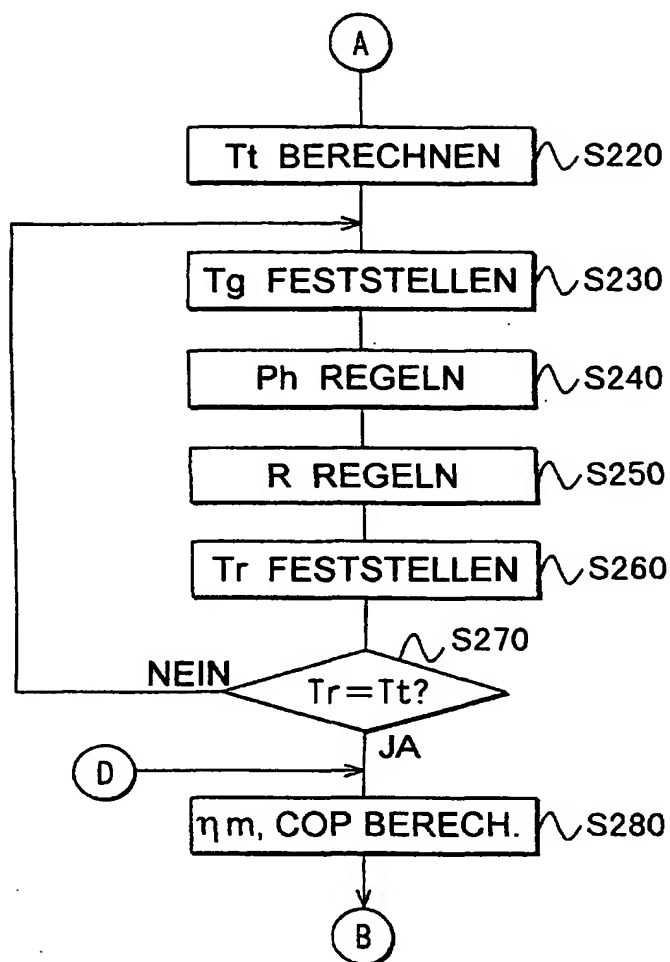 A
Tt BERECHNEN S220
Tg FESTSTELLEN S230
Ph REGELN S240
R REGELN S250
Tr FESTSTELLEN S260
S270
NEIN
Tr=Tt?
JA
D
ηm, COP BERECH. S280
B